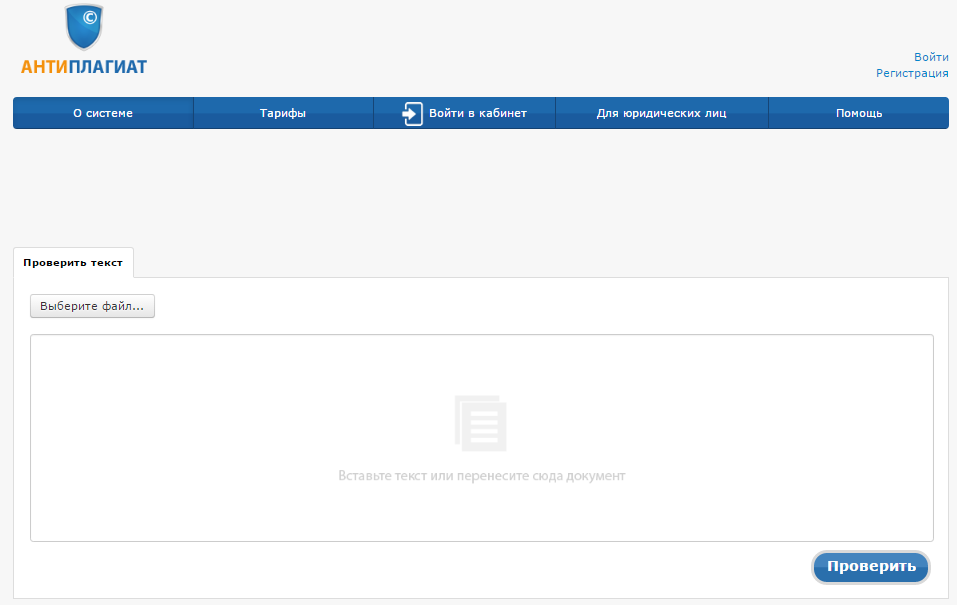 ©
АНТИПЛАГИАТ
Войти
Регистрация
О системе
Тарифы
Войти в кабинет
Для юридических лиц
Помощь
Проверить текст
Выберите файл...
Вставьте текст или перенесите сюда документ
Проверить